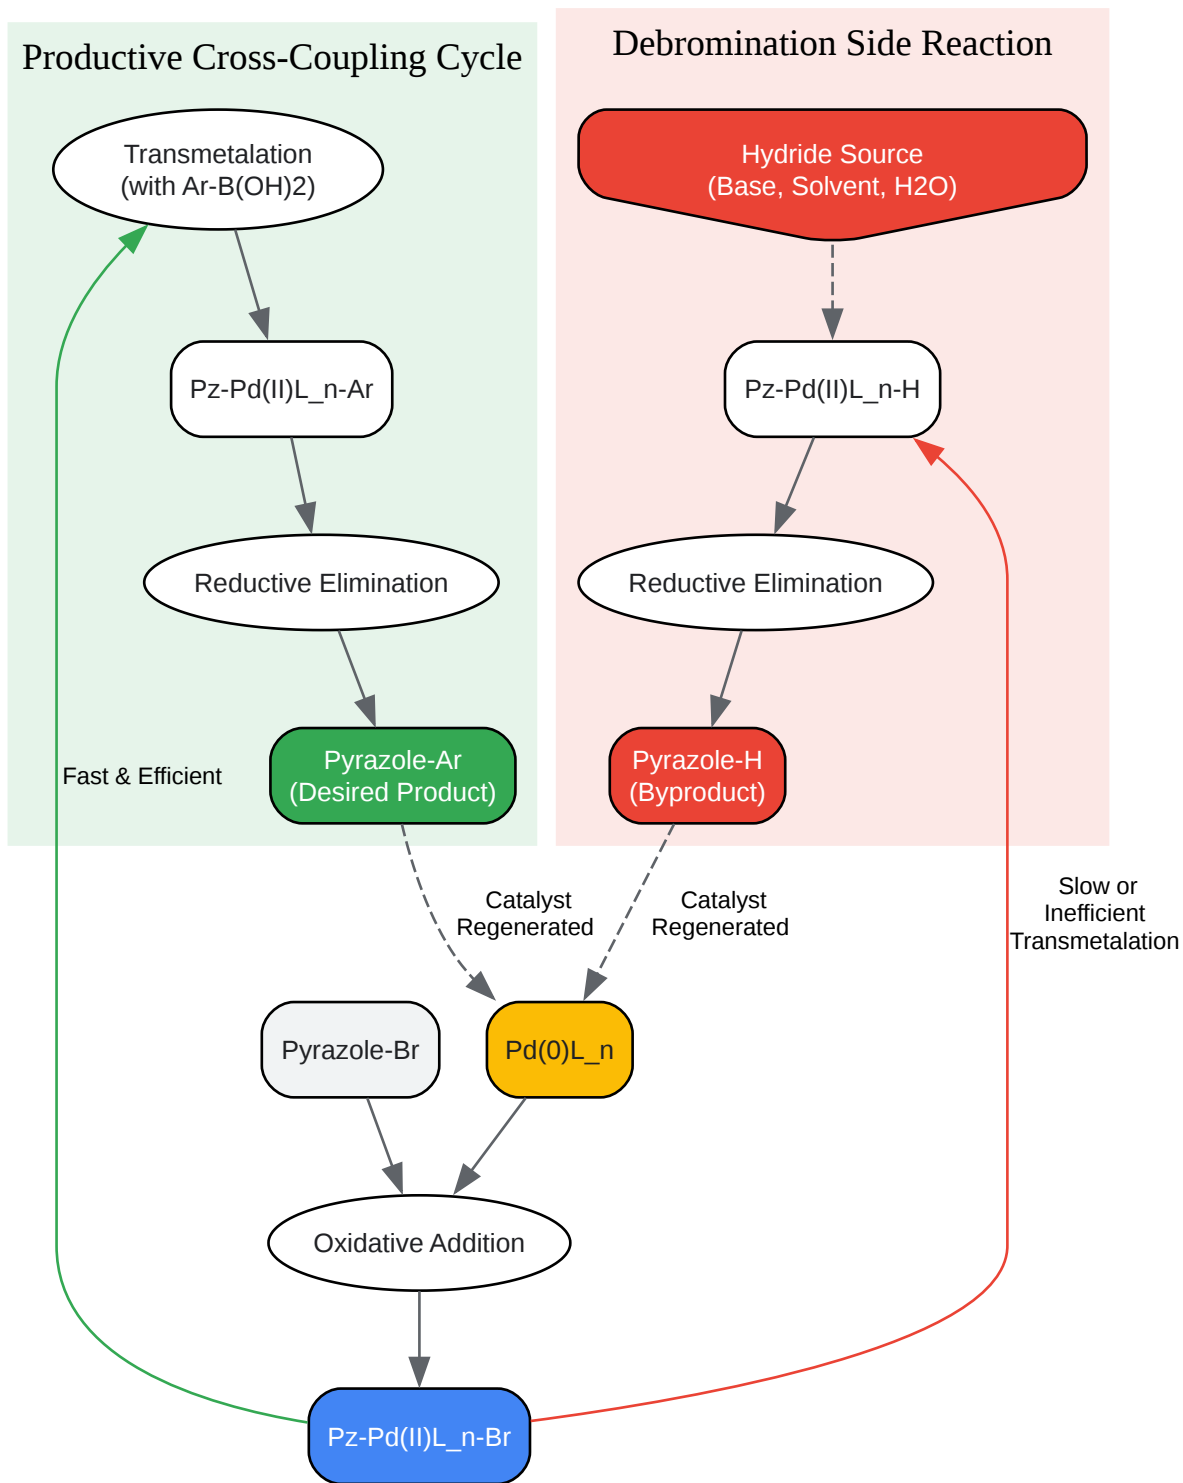 Productive Cross-Coupling Cycle
Debromination Side Reaction
Transmetalation
(with Ar-B(OH)2)
Hydride Source
(Base, Solvent, H2O)
Pz-Pd(II)L_n-Ar
Pz-Pd(II)L_n-H
Reductive Elimination
Reductive Elimination
Pyrazole-Ar
(Desired Product)
Pyrazole-H
(Byproduct)
Fast & Efficient
Catalyst
Regenerated
Catalyst
Regenerated
Slow or
Inefficient
Transmetalation
Pyrazole-Br
Pd(0)L_n
Oxidative Addition
Pz-Pd(II)L_n-Br